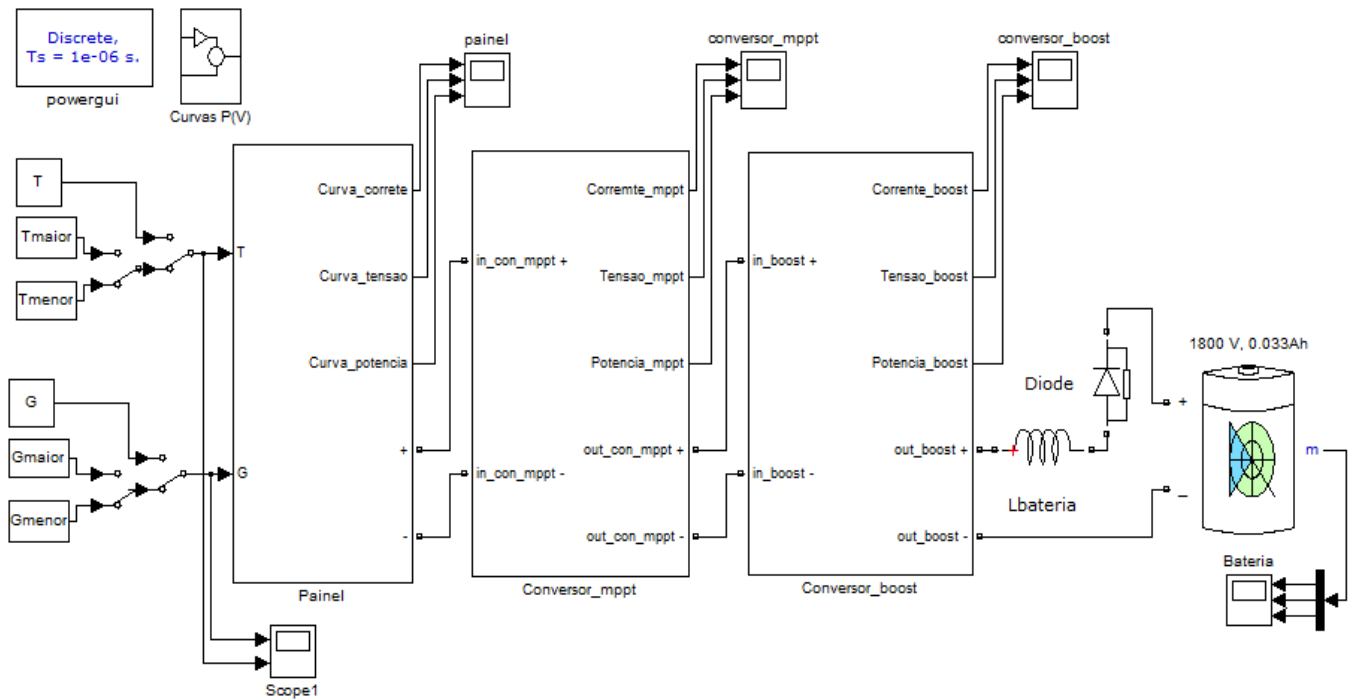 Discrete,
Ts = 1e-06 s.
powergui
Curvas P(V)
painel
conversor_mppt
conversor_boost
T
Tmaior
Tmenor
G
Gmaior
Gmenor
T
G
Curva_correte
Curva_tensao
Curva_potencia
+
-
Painel
in_con_mppt +
in_con_mppt -
Corremte_mppt
Tensao_mppt
Potencia_mppt
out_con_mppt +
out_con_mppt -
Conversor_mppt
in_boost +
in_boost -
Corrente_boost
Tensao_boost
Potencia_boost
out_boost +
out_boost -
Conversor_boost
Diode
Lbateria
1800 V, 0.033Ah
+
_
m
Bateria
Scope1